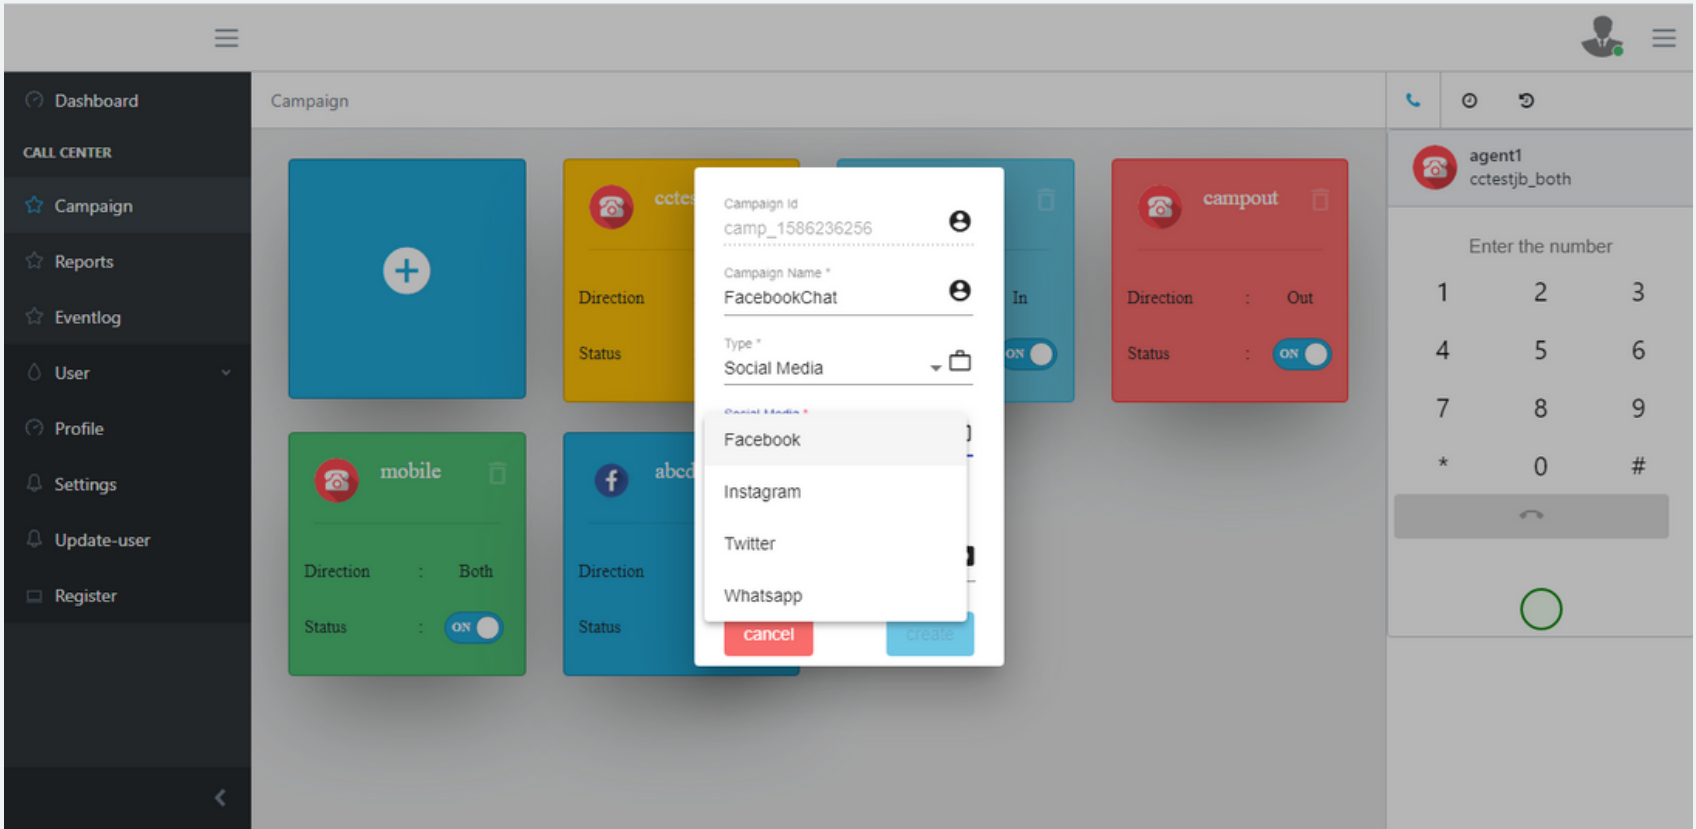 Dashboard
CALL CENTER
Campaign
Reports
Eventlog
User
Profile
Settings
Update-user
Register
Campaign
Direction
Status
In
ON
campout
Direction : Out
Status : ON
mobile
Direction : Both
Status : ON
Direction
Status
Campaign Id
camp_1586236256
Campaign Name *
FacebookChat
Type *
Social Media
Social Media *
Facebook
Instagram
Twitter
Whatsapp
cancel
create
agent1
cctestjb_both
Enter the number
1 2 3
4 5 6
7 8 9
* 0 #